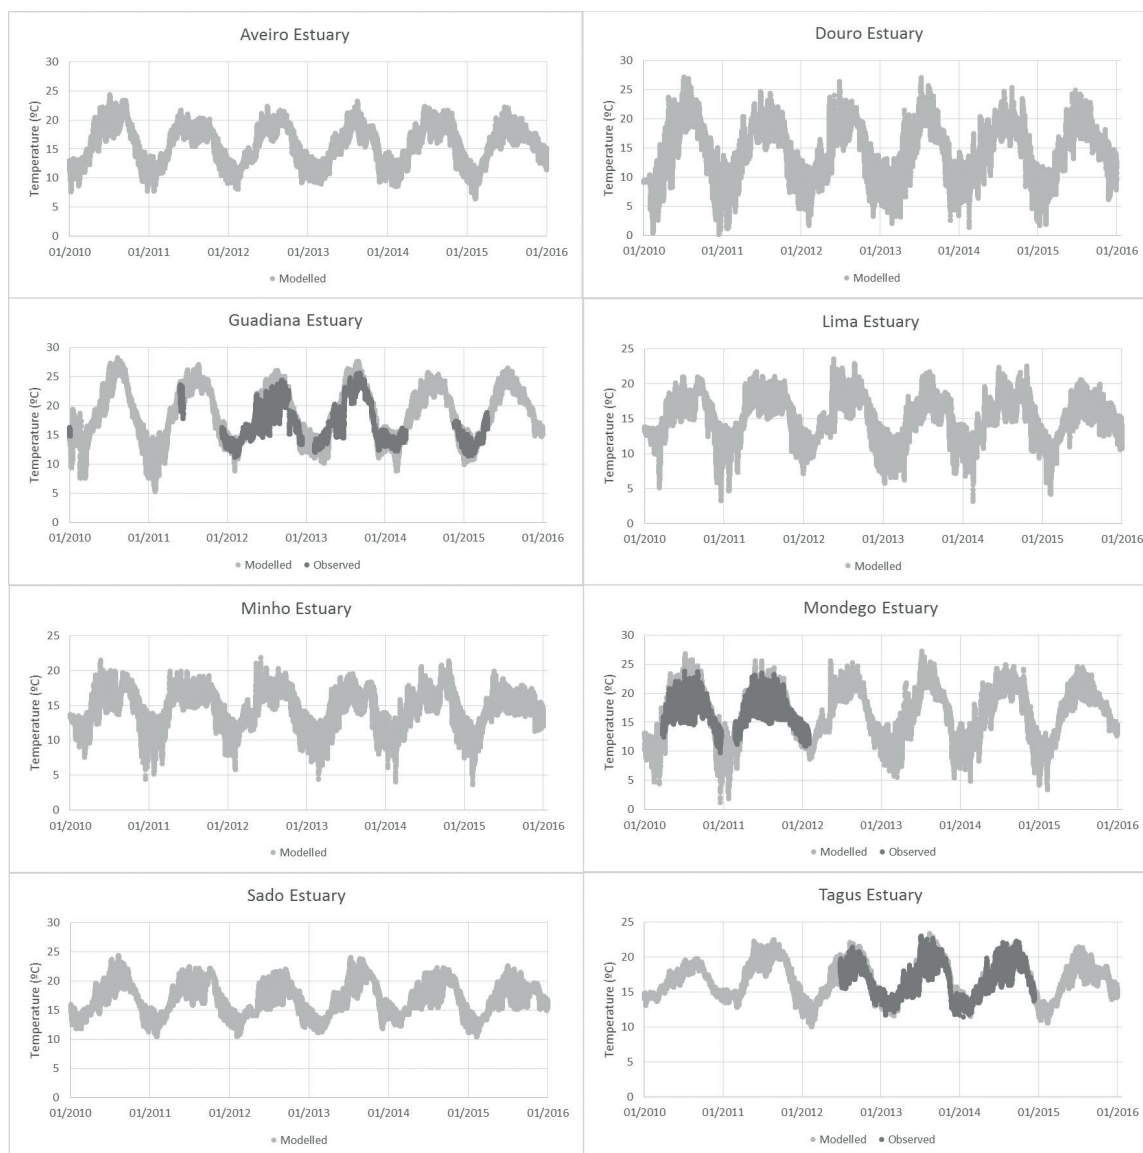 Aveiro Estuary
Temperature (ºC)
30
25
20
15
10
5
0
01/2010 01/2011 01/2012 01/2013 01/2014 01/2015 01/2016
Modelled
Douro Estuary
Temperature (ºC)
30
25
20
15
10
5
0
01/2010 01/2011 01/2012 01/2013 01/2014 01/2015 01/2016
Modelled
Guadiana Estuary
Temperature (ºC)
30
25
20
15
10
5
0
01/2010 01/2011 01/2012 01/2013 01/2014 01/2015 01/2016
Modelled Observed
Lima Estuary
Temperature (ºC)
25
20
15
10
5
0
01/2010 01/2011 01/2012 01/2013 01/2014 01/2015 01/2016
Modelled
Minho Estuary
Temperature (ºC)
25
20
15
10
5
0
01/2010 01/2011 01/2012 01/2013 01/2014 01/2015 01/2016
Modelled
Mondego Estuary
Temperature (ºC)
30
25
20
15
10
5
0
01/2010 01/2011 01/2012 01/2013 01/2014 01/2015 01/2016
Modelled Observed
Sado Estuary
Temperature (ºC)
30
25
20
15
10
5
0
01/2010 01/2011 01/2012 01/2013 01/2014 01/2015 01/2016
Modelled
Tagus Estuary
Temperature (ºC)
25
20
15
10
5
0
01/2010 01/2011 01/2012 01/2013 01/2014 01/2015 01/2016
Modelled Observed